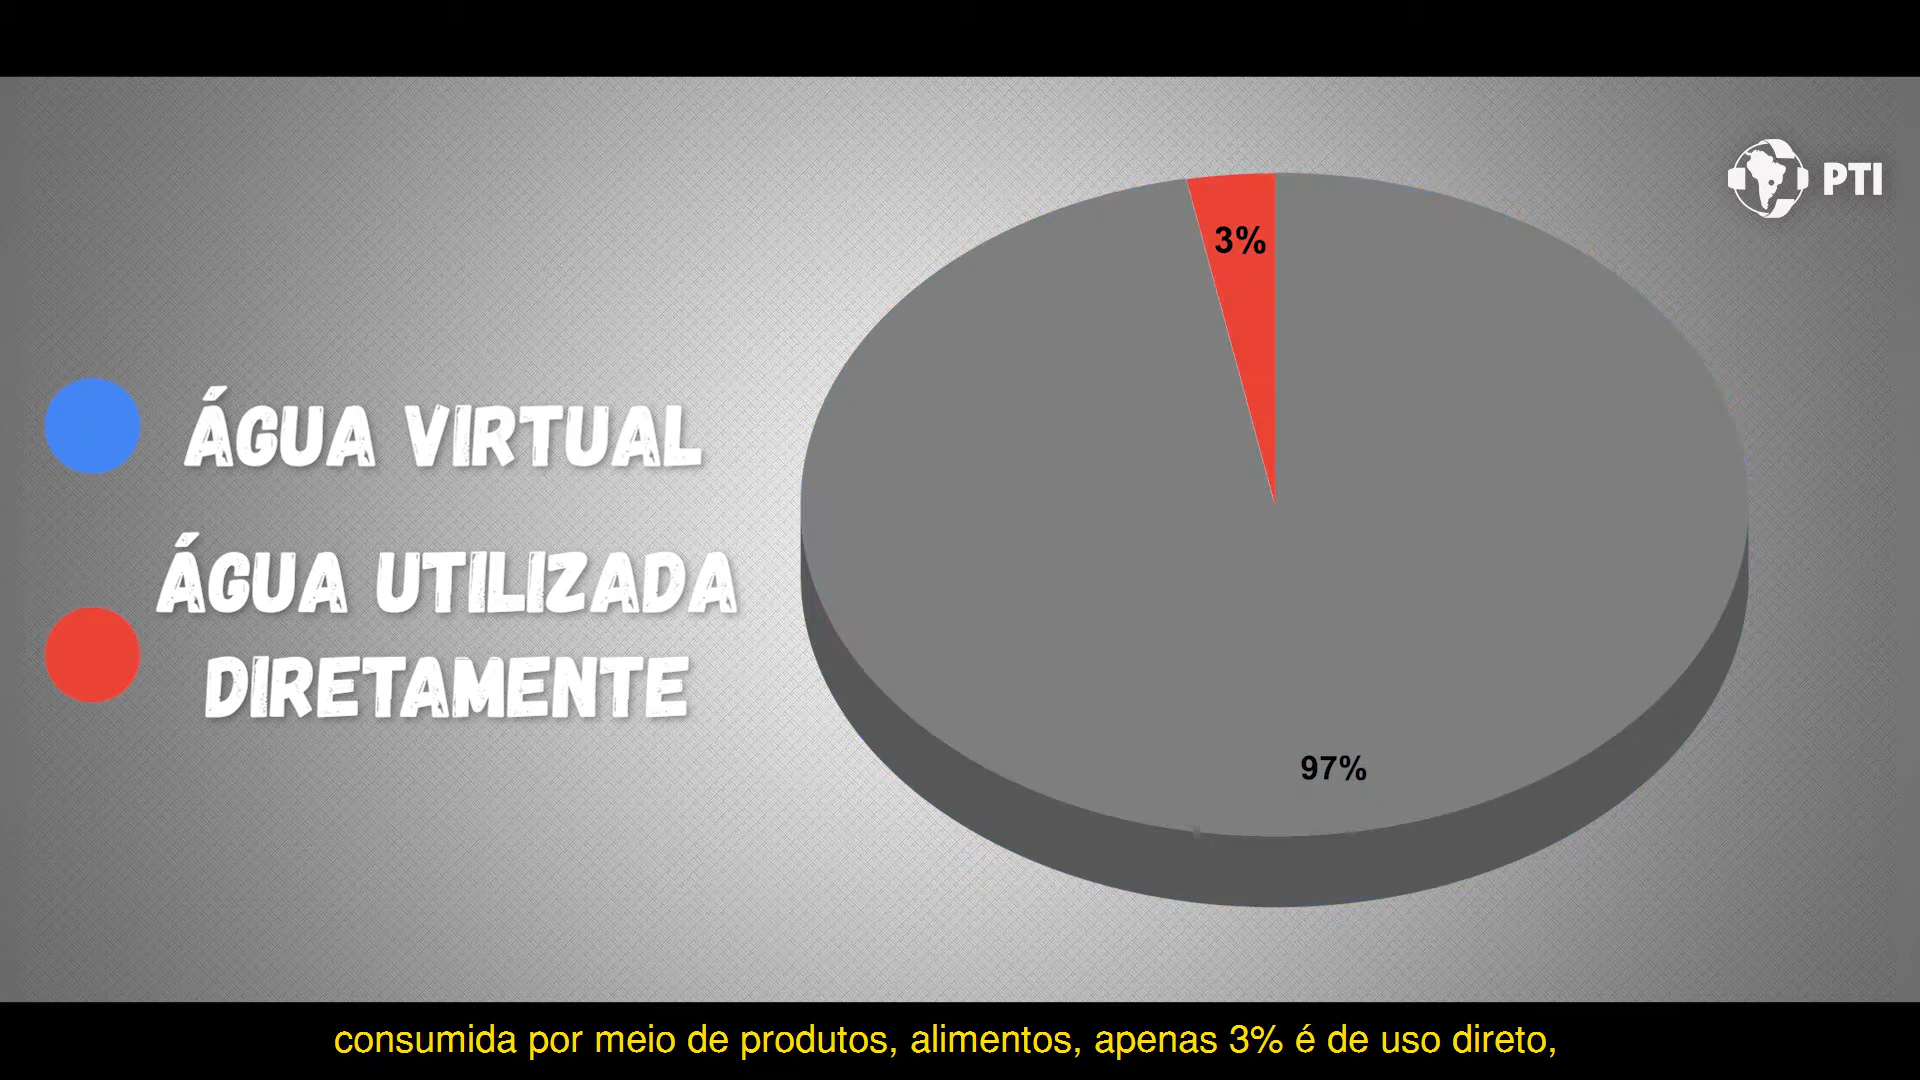 PTI
3%
ÁGUA VIRTUAL
ÁGUA UTILIZADA
DIRETAMENTE
97%
consumida por meio de produtos, alimentos, apenas 3% é de uso direto,